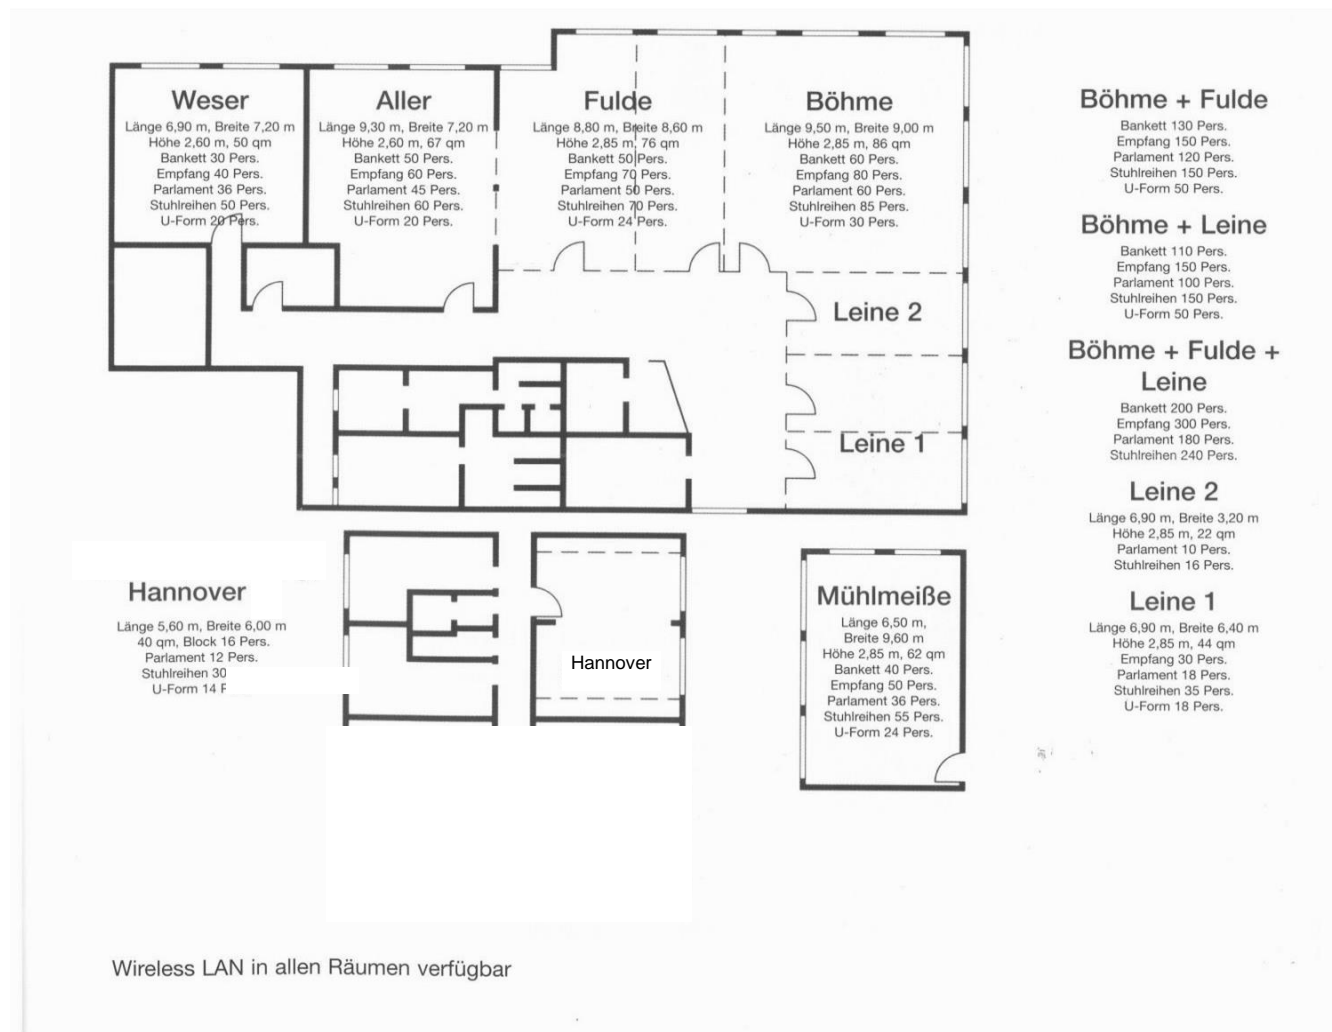 Weser
Länge 6,90 m, Breite 7,20 m
Höhe 2,60 m, 50 qm
Bankett 30 Pers.
Empfang 40 Pers.
Parlament 36 Pers.
Stuhlreihen 50 Pers.
U-Form 20 Pers.
Aller
Länge 9,30 m, Breite 7,20 m
Höhe 2,60 m, 67 qm
Bankett 50 Pers.
Empfang 60 Pers.
Parlament 45 Pers.
Stuhlreihen 60 Pers.
U-Form 20 Pers.
Fulde
Länge 8,80 m, Breite 8,60 m
Höhe 2,85 m, 76 qm
Bankett 50 Pers.
Empfang 70 Pers.
Parlament 50 Pers.
Stuhlreihen 70 Pers.
U-Form 24 Pers.
Böhme
Länge 9,50 m, Breite 9,00 m
Höhe 2,85 m, 86 qm
Bankett 60 Pers.
Empfang 80 Pers.
Parlament 60 Pers.
Stuhlreihen 85 Pers.
U-Form 30 Pers.
Leine 2
Leine 1
Böhme + Fulde
Bankett 130 Pers.
Empfang 150 Pers.
Parlament 120 Pers.
Stuhlreihen 150 Pers.
U-Form 50 Pers.
Böhme + Leine
Bankett 110 Pers.
Empfang 150 Pers.
Parlament 100 Pers.
Stuhlreihen 150 Pers.
U-Form 50 Pers.
Böhme + Fulde +
Leine
Bankett 200 Pers.
Empfang 300 Pers.
Parlament 180 Pers.
Stuhlreihen 240 Pers.
Leine 2
Länge 6,90 m, Breite 3,20 m
Höhe 2,85 m, 22 qm
Parlament 10 Pers.
Stuhlreihen 16 Pers.
Leine 1
Länge 6,90 m, Breite 6,40 m
Höhe 2,85 m, 44 qm
Empfang 30 Pers.
Parlament 18 Pers.
Stuhlreihen 35 Pers.
U-Form 18 Pers.
Hannover
Länge 5,60 m, Breite 6,00 m
40 qm, Block 16 Pers.
Parlament 12 Pers.
Stuhlreihen 30
U-Form 14
Hannover
Mühlmeiße
Länge 6,50 m,
Breite 9,60 m
Höhe 2,85 m, 62 qm
Bankett 40 Pers.
Empfang 50 Pers.
Parlament 36 Pers.
Stuhlreihen 55 Pers.
U-Form 24 Pers.
Wireless LAN in allen Räumen verfügbar